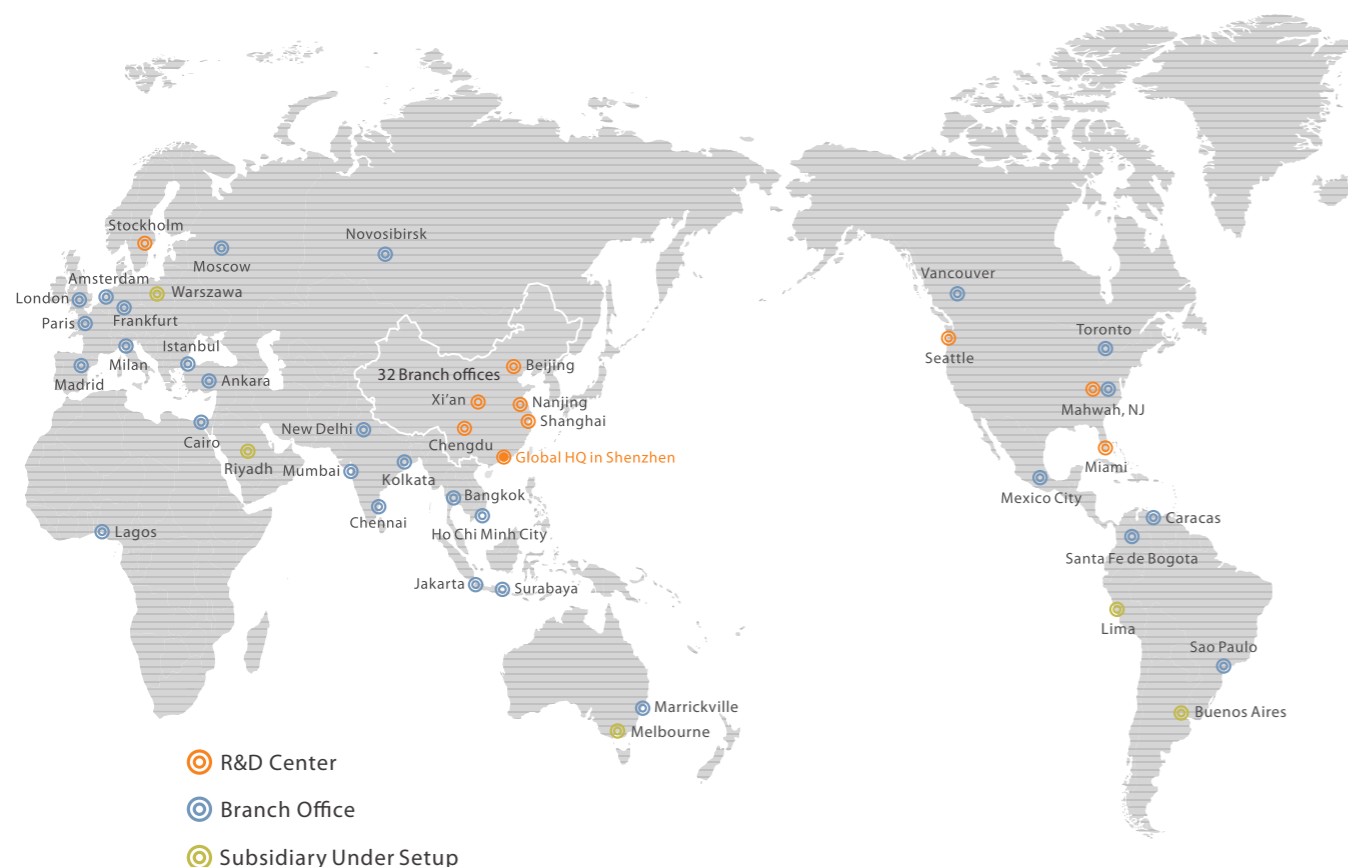 Stockholm
Novosibirsk
Moscow
Amsterdam
Vancouver
Warszawa
London
Paris
Frankfurt
Toronto
Istanbul
Seattle
Milan
Beijing
Madrid
Ankara
32 Branch offices
Xi’an
Nanjing
Mahwah, NJ
Shanghai
New Delhi
Cairo
Chengdu
Global HQ in Shenzhen
Riyadh
Miami
Mumbai
Kolkata
Bangkok
Mexico City
Chennai
Caracas
Lagos
Ho Chi Minh City
Santa Fe de Bogota
Jakarta
Surabaya
Lima
Sao Paulo
Marrickville
Buenos Aires
Melbourne
R&D Center
Branch Office
Subsidiary Under Setup